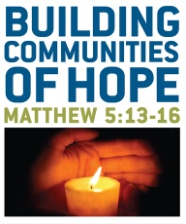 BUILDING
COMMUNITIES
OF HOPE
MATTHEW 5:13-16